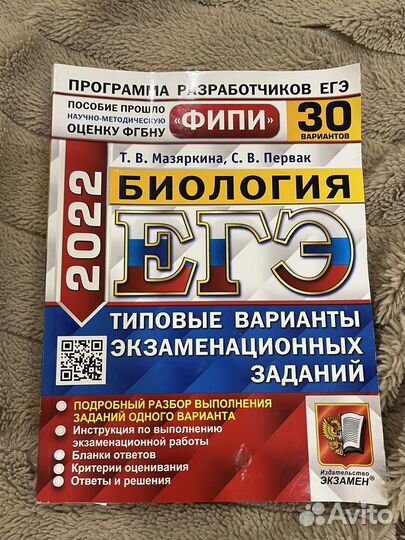 ПРОГРАММА РАЗРАБОТЧИКОВ ЕГЭ
ПОСОБИЕ ПРОШЛО
НАУЧНО-МЕТОДИЧЕСКУЮ
ОЦЕНКУ ФГБНУ
«ФИПИ»
30
ВАРИАНТОВ
Т. В. Мазяркина, С. В. Первак
2022
БИОЛОГИЯ
ЕГЭ
ТИПОВЫЕ ВАРИАНТЫ
ЭКЗАМЕНАЦИОННЫХ
ЗАДАНИЙ
ПОДРОБНЫЙ РАЗБОР ВЫПОЛНЕНИЯ
ЗАДАНИЙ ОДНОГО ВАРИАНТА
Инструкция по выполнению
экзаменационной работы
Бланки ответов
Критерии оценивания
Ответы и решения
Издательство
ЭКЗАМЕН®
Avito